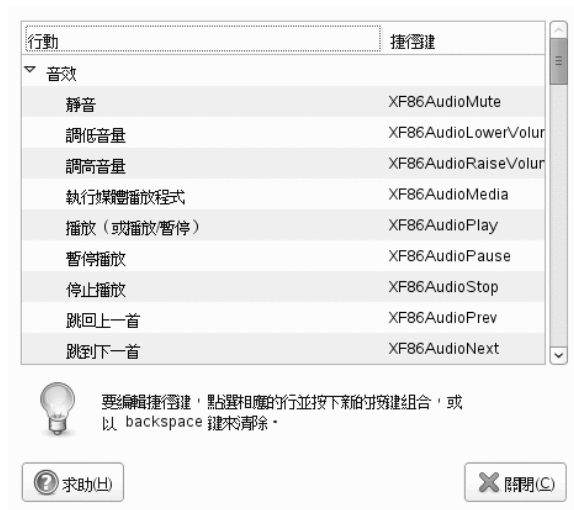 行動 捷徑鍵
音效
靜音 XF86AudioMute
調低音量 XF86AudioLowerVolun
調高音量 XF86AudioRaiseVolun
執行媒體播放程式 XF86AudioMedia
播放（或播放/暫停） XF86AudioPlay
暫停播放 XF86AudioPause
停止播放 XF86AudioStop
跳回上一首 XF86AudioPrev
跳到下一首 XF86AudioNext
要編輯捷徑鍵，點選相應的行並按下新的按鍵組合，或
以 backspace 鍵來清除。
求助(H) 關閉(C)